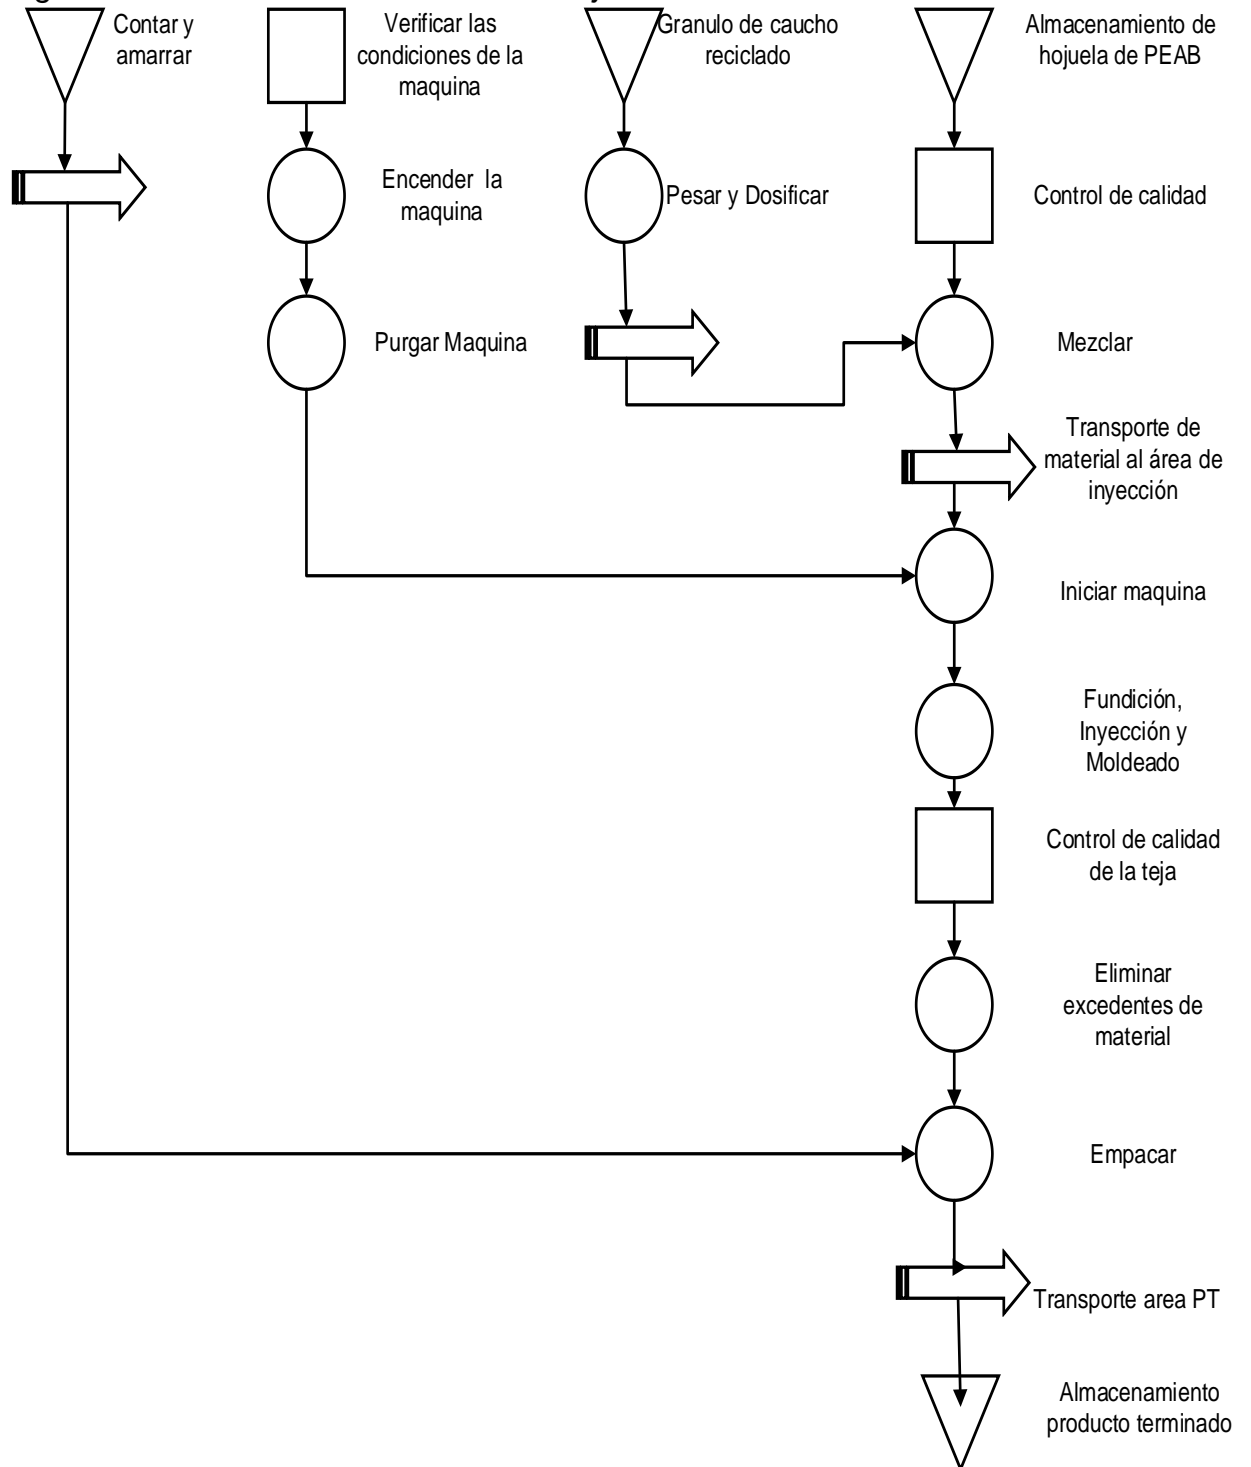 Contar y
amarrar
Verificar las
condiciones de la
maquina
Granulo de caucho
reciclado
Almacenamiento de
hojuela de PEAB
Encender la
maquina
Pesar y Dosificar
Control de calidad
Purgar Maquina
Mezclar
Transporte de
material al área de
inyección
Iniciar maquina
Fundición,
Inyección y
Moldeado
Control de calidad
de la teja
Eliminar
excedentes de
material
Empacar
Transporte area PT
Almacenamiento
producto terminado